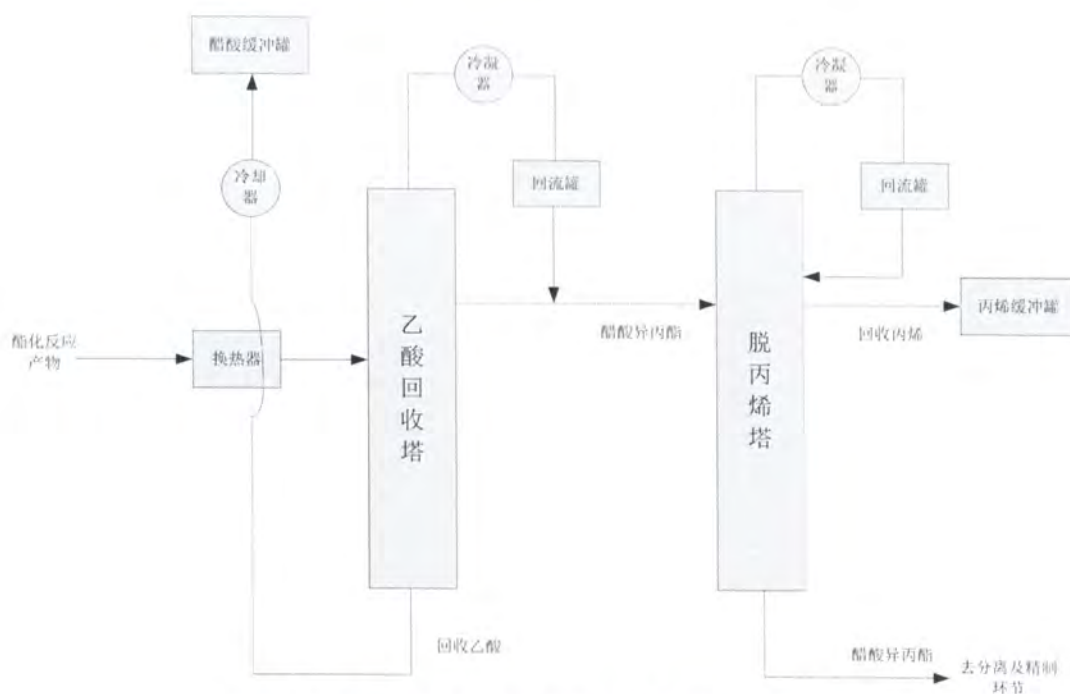 醋酸缓冲罐
冷凝
器
冷凝
器
冷却
器
回流罐
回流罐
乙酸回收塔
脱丙烯塔
醋酸异丙酯
回收丙烯
丙烯缓冲罐
酯化反应
产物
换热器
回收乙酸
醋酸异丙酯
去分离及精制
环节